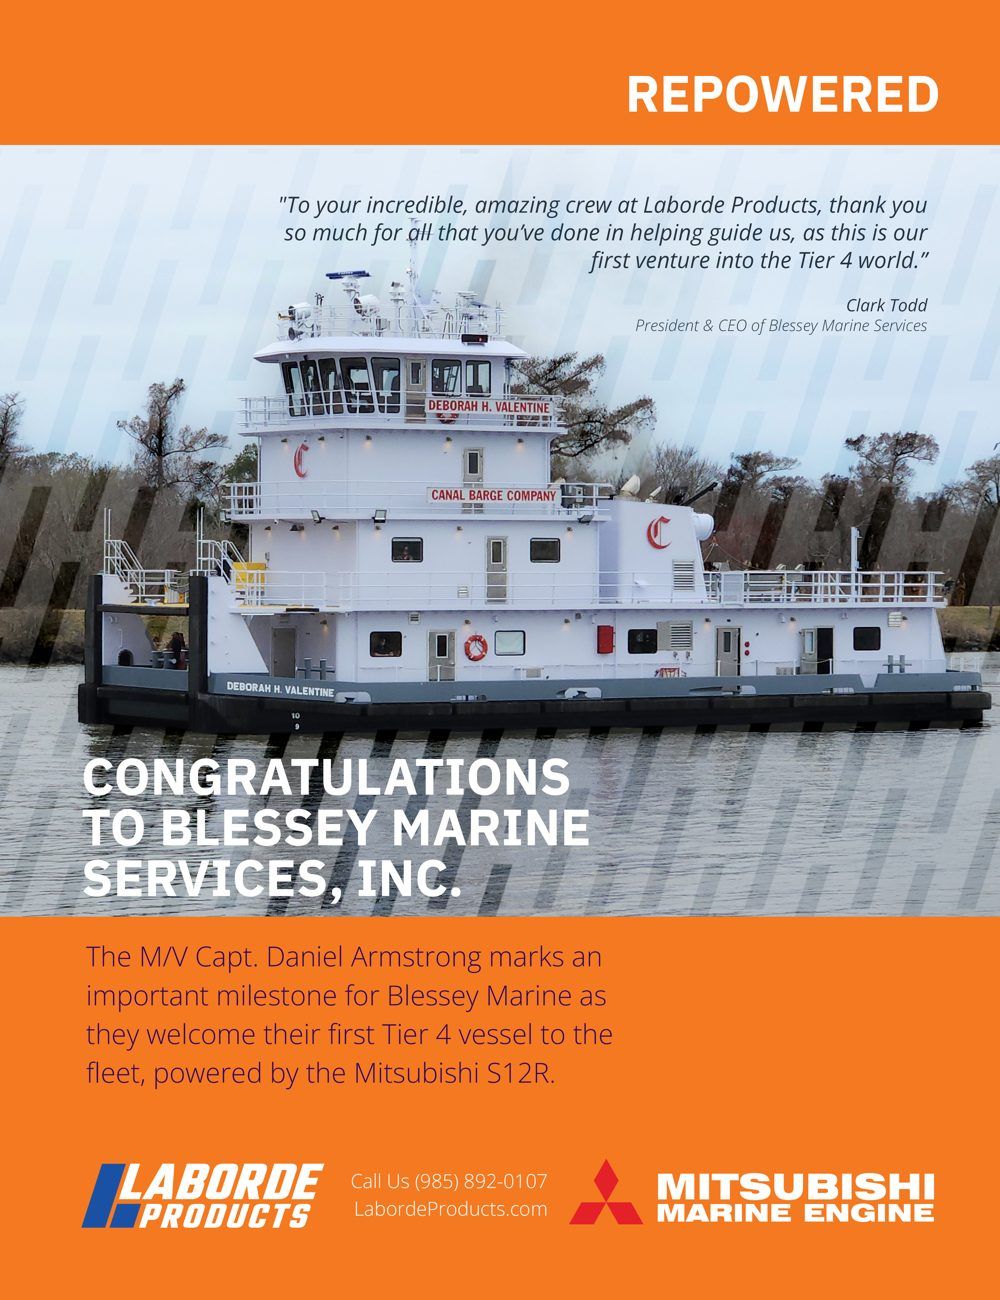 REPOWERED
"To your incredible, amazing crew at Laborde Products, thank you
so much for all that you’ve done in helping guide us, as this is our
first venture into the Tier 4 world.”
Clark Todd
President & CEO of Blessey Marine Services
DEBORAH H. VALENTINE
C
CANAL BARGE COMPANY
C
DEBORAH H. VALENTINE
10
9
CONGRATULATIONS
TO BLESSEY MARINE
SERVICES, INC.
The M/V Capt. Daniel Armstrong marks an
important milestone for Blessey Marine as
they welcome their first Tier 4 vessel to the
fleet, powered by the Mitsubishi S12R.
LABORDE
PRODUCTS
Call Us (985) 892-0107
LabordeProducts.com
MITSUBISHI
MARINE ENGINE